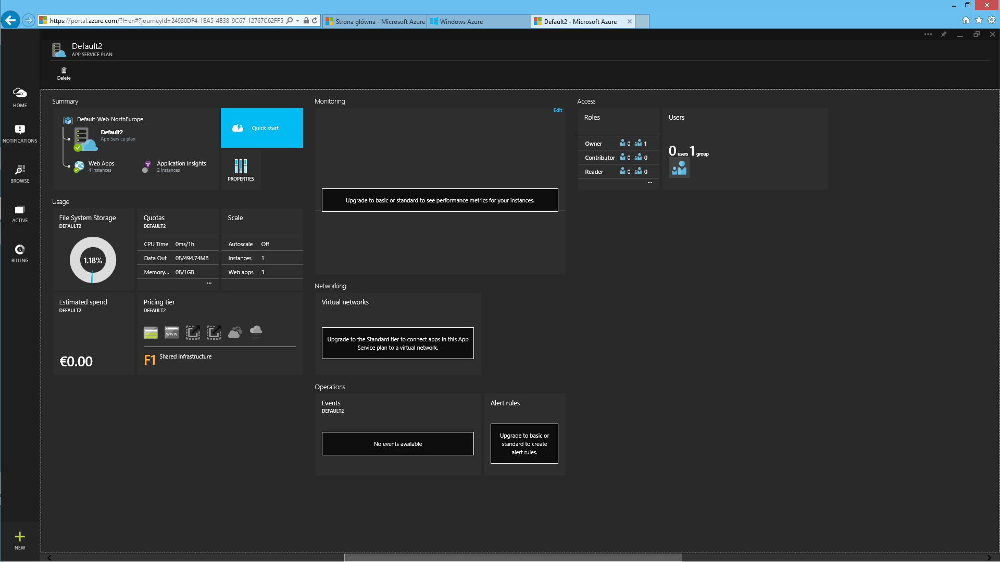 https://portal.azure.com/?l=en#?journeyId=24930DF4-1EA5-4B38-9C67-12767C62FF5
Strona główna - Microsoft Azure
Windows Azure
Default2 - Microsoft Azure
Default2
APP SERVICE PLAN
Delete
HOME
NOTIFICATIONS
BROWSE
ACTIVE
BILLING
NEW
Summary
Default-Web-NorthEurope
Default2
App Service plan
Web Apps
4 instances
Application Insights
2 instances
Quick start
PROPERTIES
Usage
File System Storage
DEFAULT2
1.18%
Quotas
DEFAULT2
CPU Time 0ms/1h
Data Out 0B/494.74MB
Memory... 0B/1GB
...
Scale
Autoscale Off
Instances 1
Web apps 3
Estimated spend
DEFAULT2
€0.00
Pricing tier
DEFAULT2
www
F1 Shared Infrastructure
Monitoring
Edit
Upgrade to basic or standard to see performance metrics for your instances.
Networking
Virtual networks
Upgrade to the Standard tier to connect apps in this App
Service plan to a virtual network.
Operations
Events
DEFAULT2
No events available
Alert rules
Upgrade to basic or
standard to create
alert rules.
Access
Roles
Owner 0 1
Contributor 0 0
Reader 0 0
...
Users
0 users 1 group